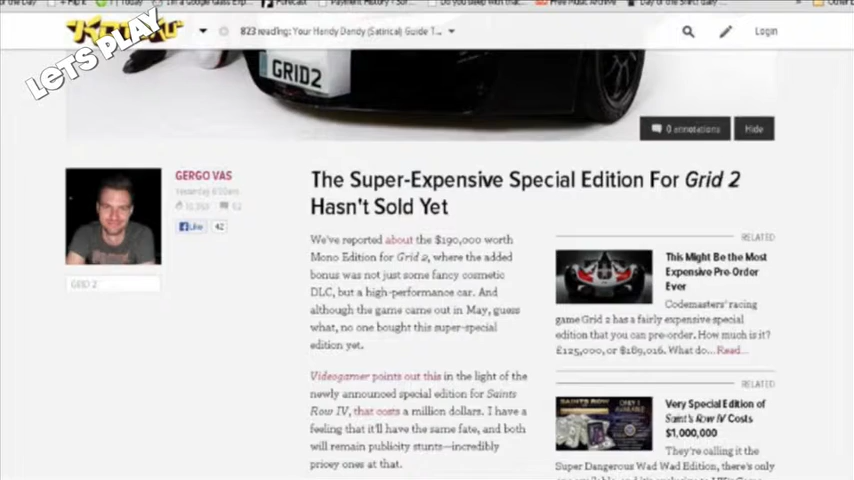 LETS PLAY
KOTAKU
823 reading: Your Handy Dandy (Satirical) Guide T...
Login
GRID2
0 annotations
Hide
GERGO VAS
The Super-Expensive Special Edition For Grid 2
Hasn't Sold Yet
Like
42
GRID 2
We've reported about the $190,000 worth
Mono Edition for Grid 2, where the added
bonus was not just some fancy cosmetic
DLC, but a high-performance car. And
although the game came out in May, guess
what, no one bought this super-special
edition yet.
Videogamer points out this in the light of the
newly announced special edition for Saints
Row IV, that costs a million dollars. I have a
feeling that it'll have the same fate, and both
will remain publicity stunts—incredibly
pricey ones at that.
RELATED
This Might Be the Most
Expensive Pre-Order
Ever
Codemasters' racing
game Grid 2 has a fairly expensive special
edition that you can pre-order. How much is it?
£125,000, or $189,016. What do...Read...
RELATED
Very Special Edition of
Saint's Row IV Costs
$1,000,000
They're calling it the
Super Dangerous Wad Wad Edition, there's only